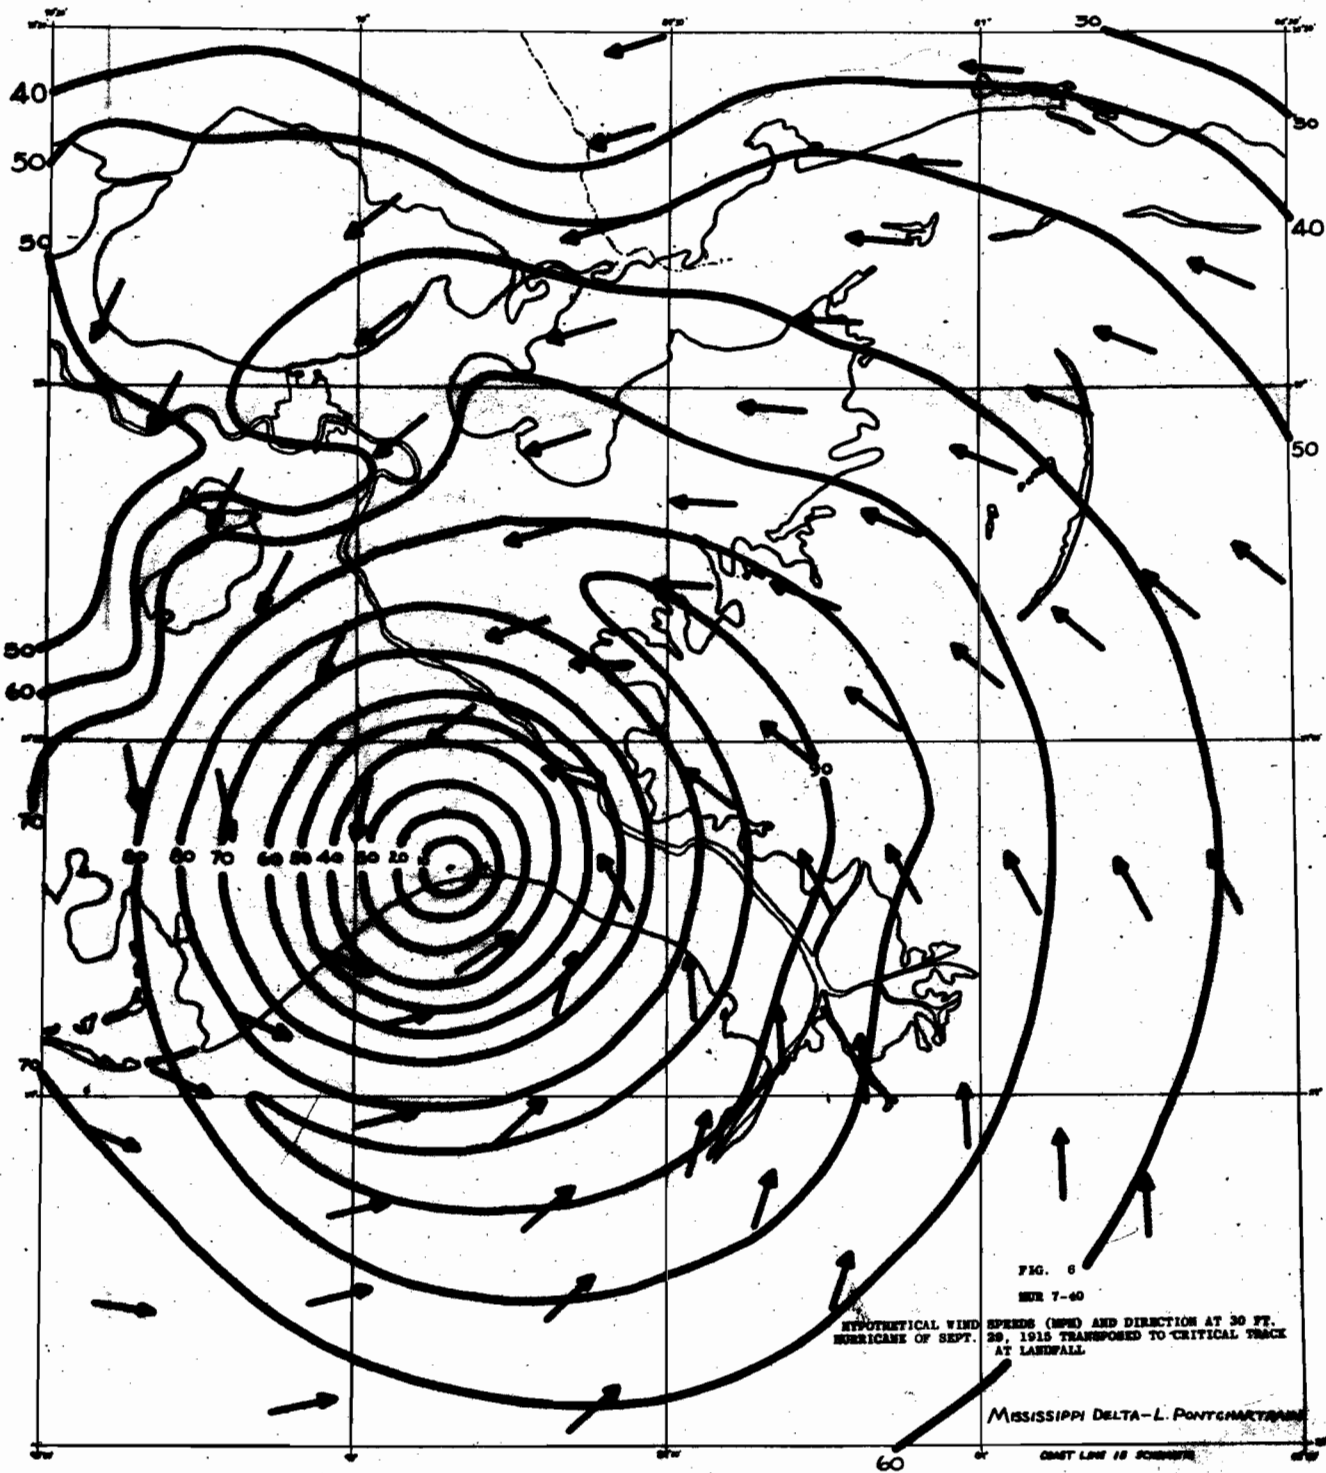 30
40
50
50
50
40
50
90
80 80 70 60 50 40 30 20
70
50
60
70
FIG. 6
HUR 7-40
HYPOTHETICAL WIND SPEEDS (MPH) AND DIRECTION AT 30 FT.
HURRICANE OF SEPT. 29, 1915 TRANSPOSED TO CRITICAL TRACK
AT LANDFALL
MISSISSIPPI DELTA-L. PONTCHARTRAIN
COAST LINE IS SCHEMATIC
60